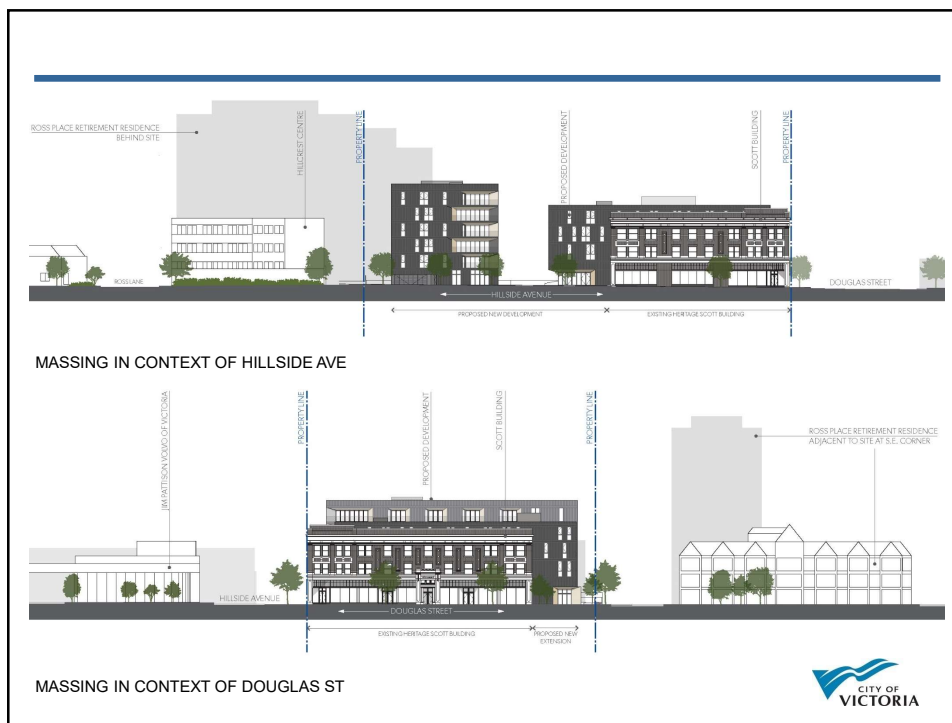 ROSS PLACE RETIREMENT RESIDENCE
BEHIND SITE
HILLCREST CENTRE
PROPERTY LINE
PROPOSED DEVELOPMENT
SCOTT BUILDING
PROPERTY LINE
ROSS LANE
HILLSIDE AVENUE
DOUGLAS STREET
PROPOSED NEW DEVELOPMENT
EXISTING HERITAGE SCOTT BUILDING
MASSING IN CONTEXT OF HILLSIDE AVE
JIM PATTISON VOLVO OF VICTORIA
PROPERTY LINE
PROPOSED DEVELOPMENT
SCOTT BUILDING
PROPERTY LINE
ROSS PLACE RETIREMENT RESIDENCE
ADJACENT TO SITE AT S.E. CORNER
HILLSIDE AVENUE
DOUGLAS STREET
EXISTING HERITAGE SCOTT BUILDING
PROPOSED NEW
EXTENSION
MASSING IN CONTEXT OF DOUGLAS ST
CITY OF
VICTORIA